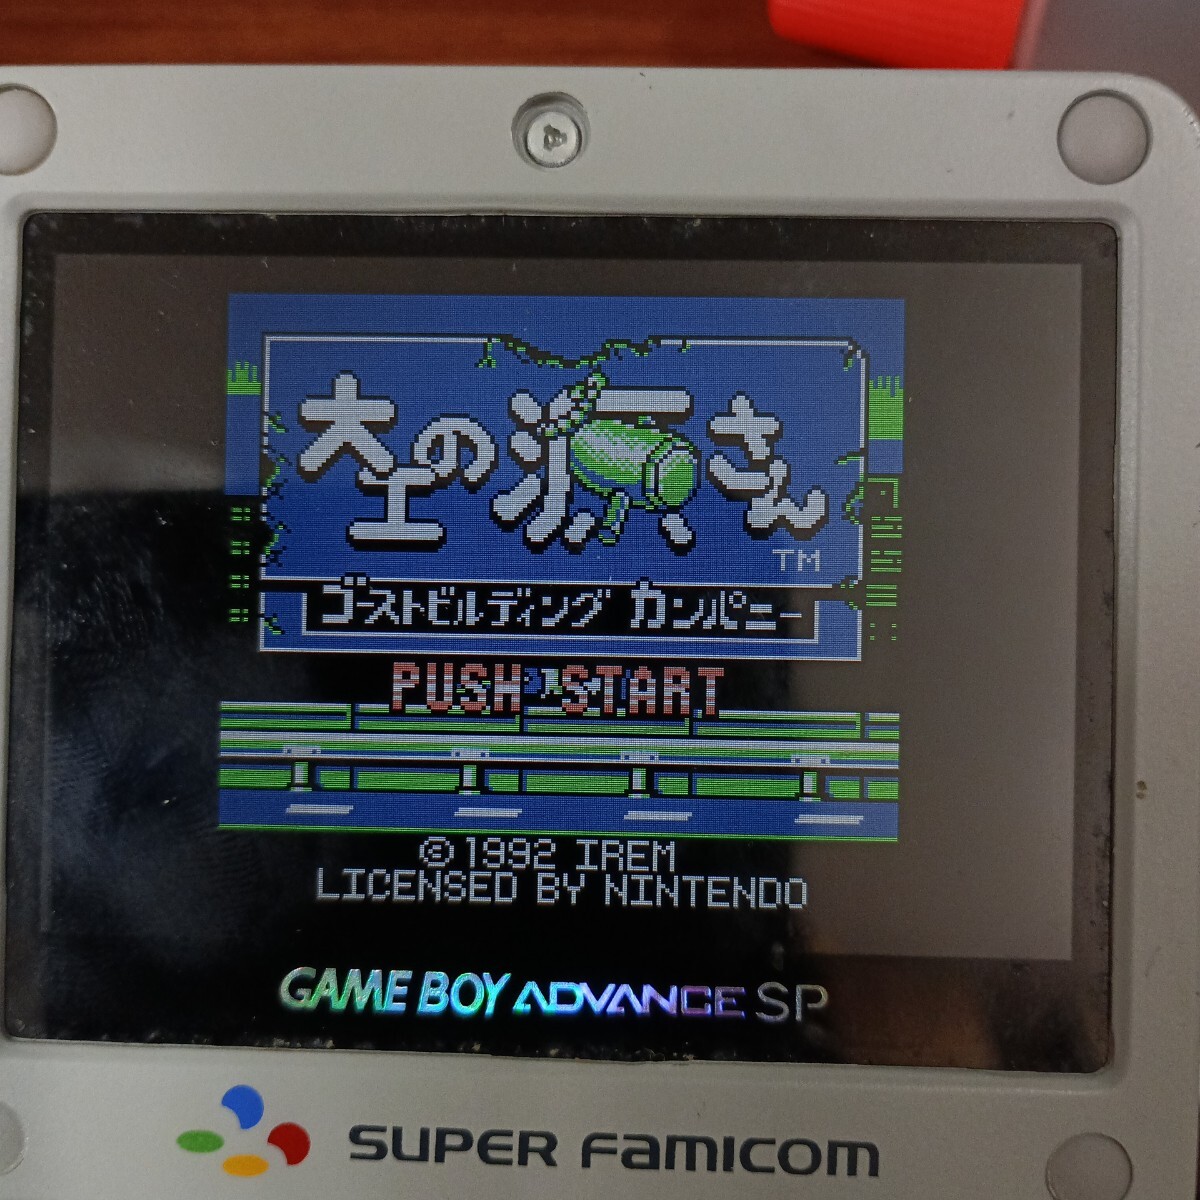 大工の源さん
TM
ゴーストビルディング カンパニー
PUSH START
©1992 IREM
LICENSED BY NINTENDO
GAME BOY ADVANCE SP
SUPER FAMICOM